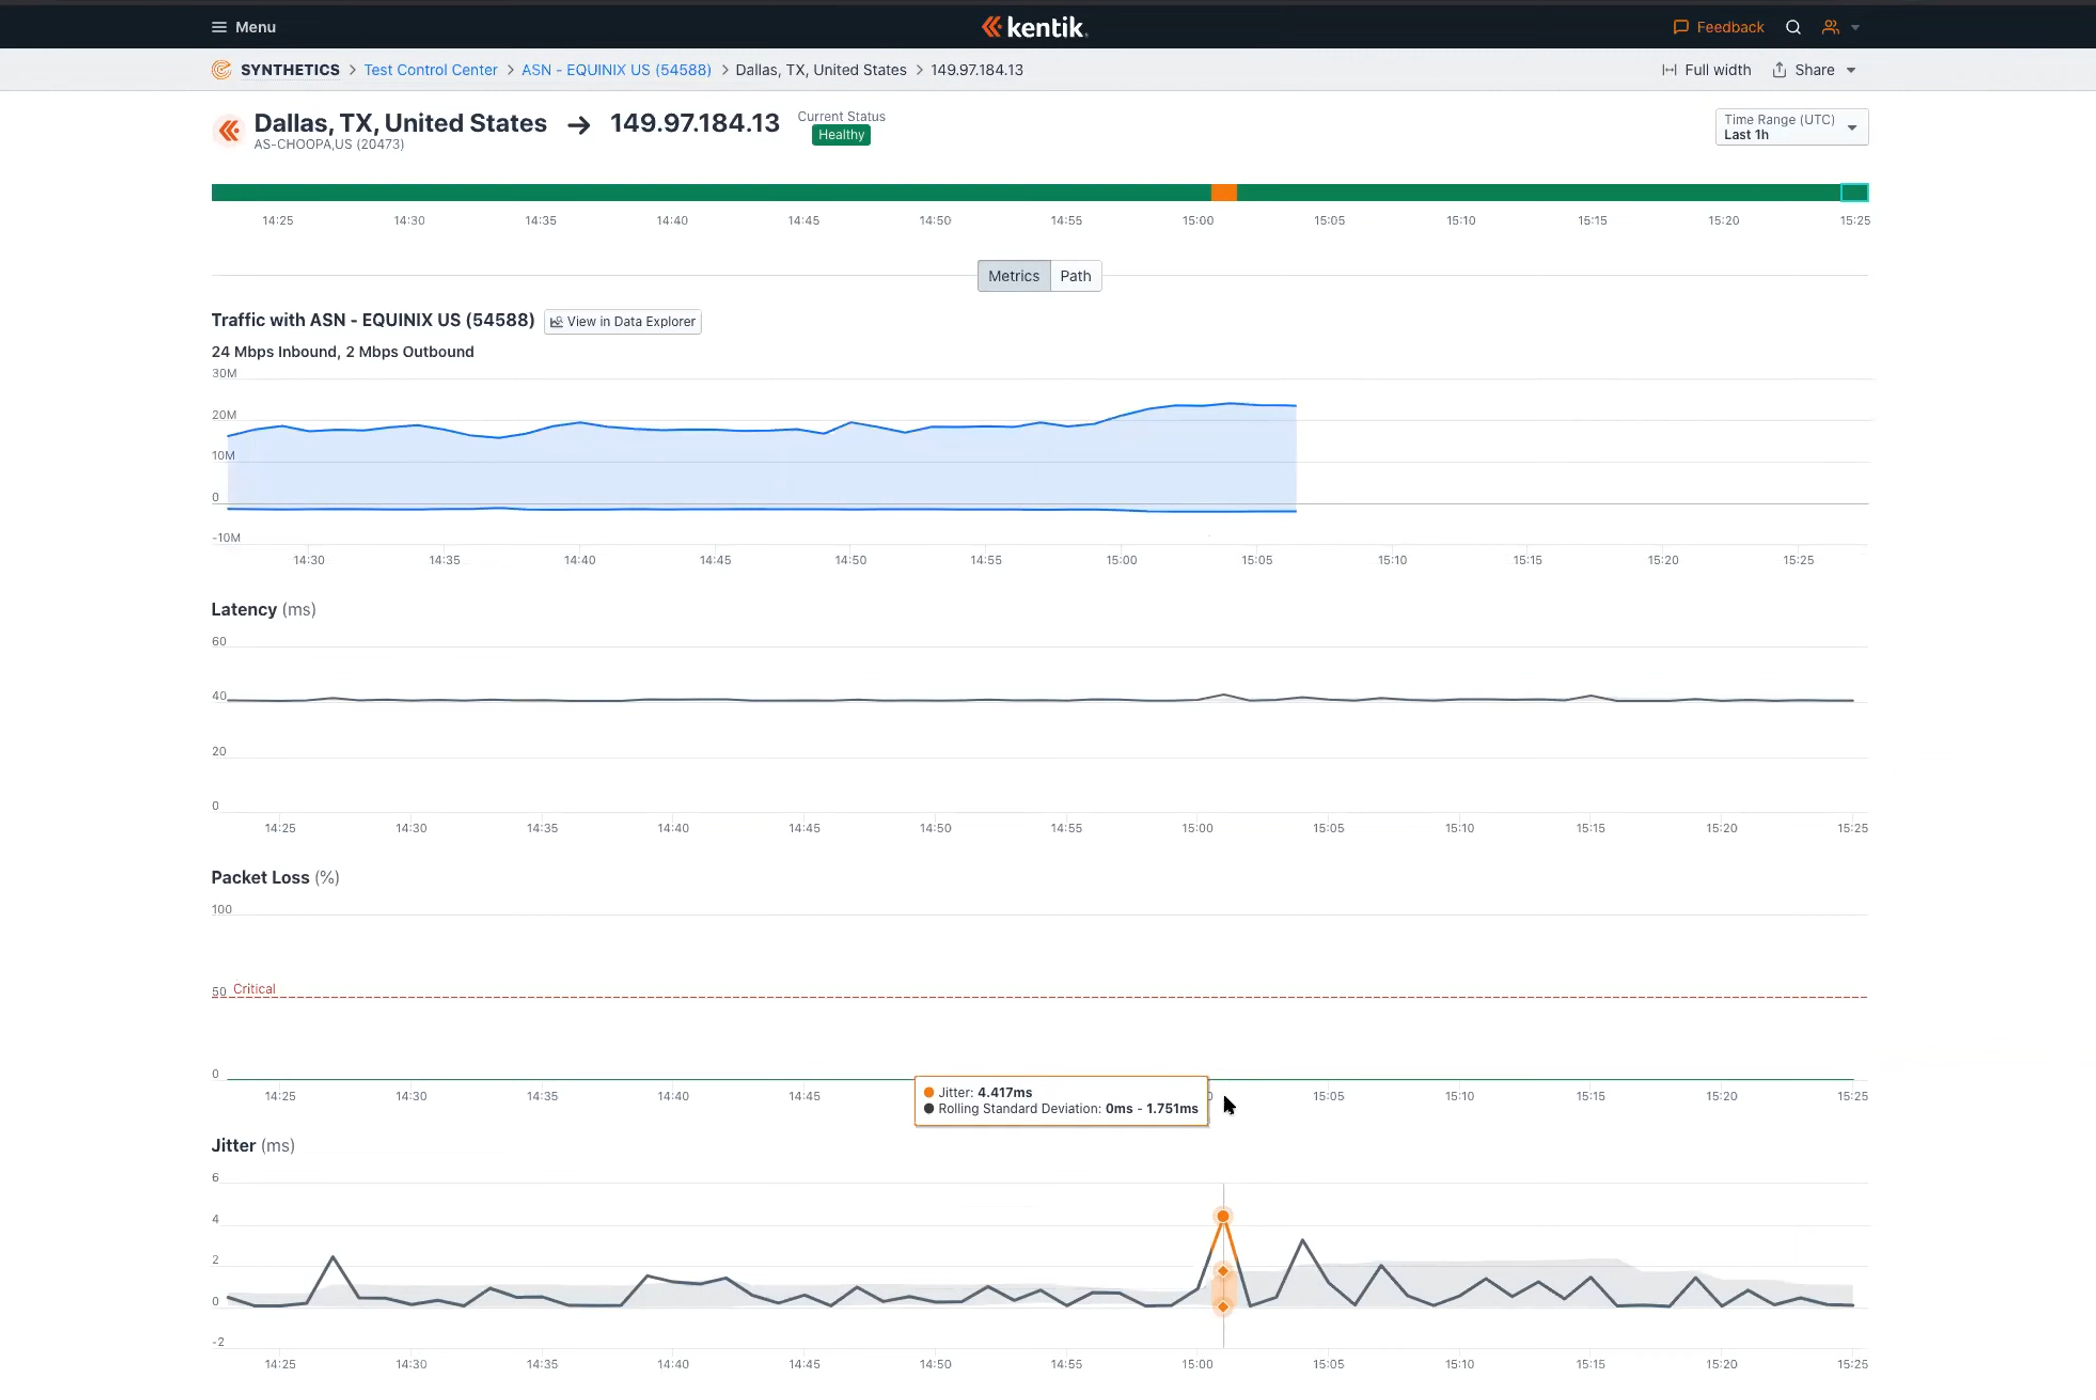 Menu
kentik
Feedback
SYNTHETICS > Test Control Center > ASN - EQUINIX US (54588) > Dallas, TX, United States > 149.97.184.13
Full width
Share
Dallas, TX, United States → 149.97.184.13
AS-CHOOPA,US (20473)
Current Status
Healthy
Time Range (UTC)
Last 1h
14:25 14:30 14:35 14:40 14:45 14:50 14:55 15:00 15:05 15:10 15:15 15:20 15:25
Metrics Path
Traffic with ASN - EQUINIX US (54588)
View in Data Explorer
24 Mbps Inbound, 2 Mbps Outbound
30M
20M
10M
0
-10M
14:30 14:35 14:40 14:45 14:50 14:55 15:00 15:05 15:10 15:15 15:20 15:25
Latency (ms)
60
40
20
0
14:25 14:30 14:35 14:40 14:45 14:50 14:55 15:00 15:05 15:10 15:15 15:20 15:25
Packet Loss (%)
100
50 Critical
0
14:25 14:30 14:35 14:40 14:45 15:05 15:10 15:15 15:20 15:25
Jitter: 4.417ms
Rolling Standard Deviation: 0ms - 1.751ms
Jitter (ms)
6
4
2
0
-2
14:25 14:30 14:35 14:40 14:45 14:50 14:55 15:00 15:05 15:10 15:15 15:20 15:25